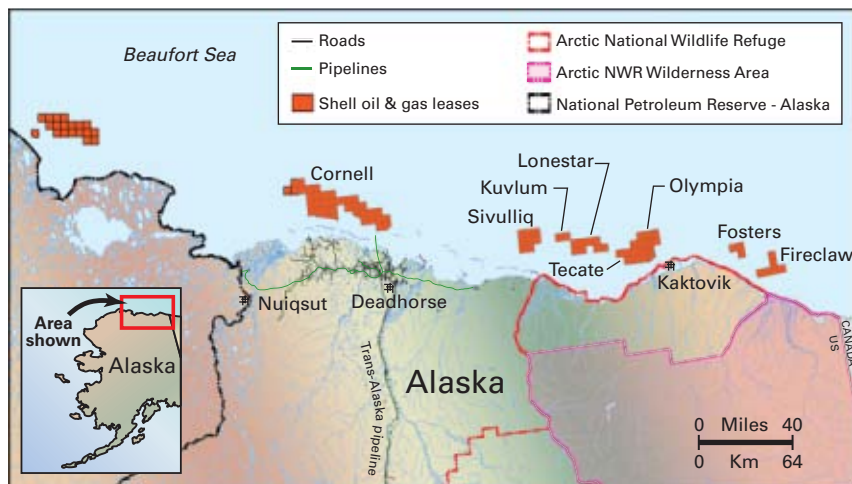 Beaufort Sea
Roads
Pipelines
Shell oil & gas leases
Arctic National Wildlife Refuge
Arctic NWR Wilderness Area
National Petroleum Reserve - Alaska
Cornell
Lonestar
Kuvlum
Sivulliq
Olympia
Tecate
Fosters
Fireclaw
Kaktovik
Nuiqsut
Deadhorse
Trans-Alaska pipeline
Alaska
CANADA
US
Area
shown
Alaska
0 Miles 40
0 Km 64